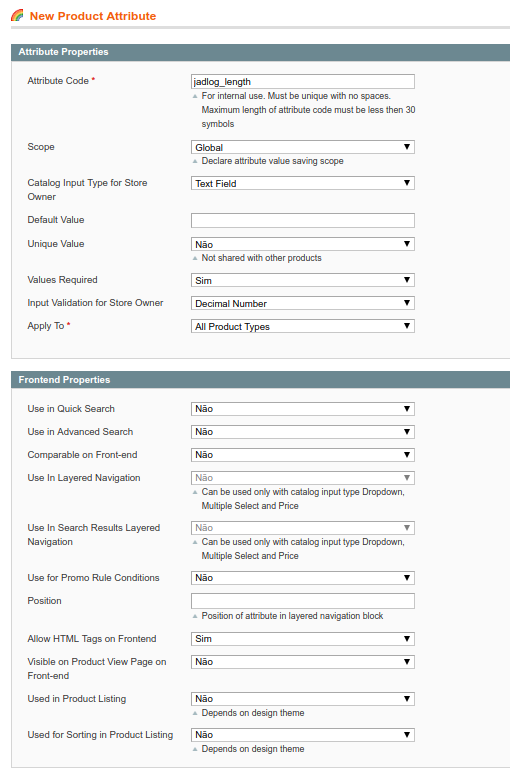 New Product Attribute
Attribute Properties
Attribute Code *
jadlog_length
For internal use. Must be unique with no spaces.
Maximum length of attribute code must be less then 30
symbols
Scope
Global
Declare attribute value saving scope
Catalog Input Type for Store
Owner
Text Field
Default Value
Unique Value
Não
Not shared with other products
Values Required
Sim
Input Validation for Store Owner
Decimal Number
Apply To *
All Product Types
Frontend Properties
Use in Quick Search
Não
Use in Advanced Search
Não
Comparable on Front-end
Não
Use In Layered Navigation
Não
Can be used only with catalog input type Dropdown,
Multiple Select and Price
Use In Search Results Layered
Navigation
Não
Can be used only with catalog input type Dropdown,
Multiple Select and Price
Use for Promo Rule Conditions
Não
Position
Position of attribute in layered navigation block
Allow HTML Tags on Frontend
Sim
Visible on Product View Page on
Front-end
Não
Used in Product Listing
Não
Depends on design theme
Used for Sorting in Product Listing
Não
Depends on design theme